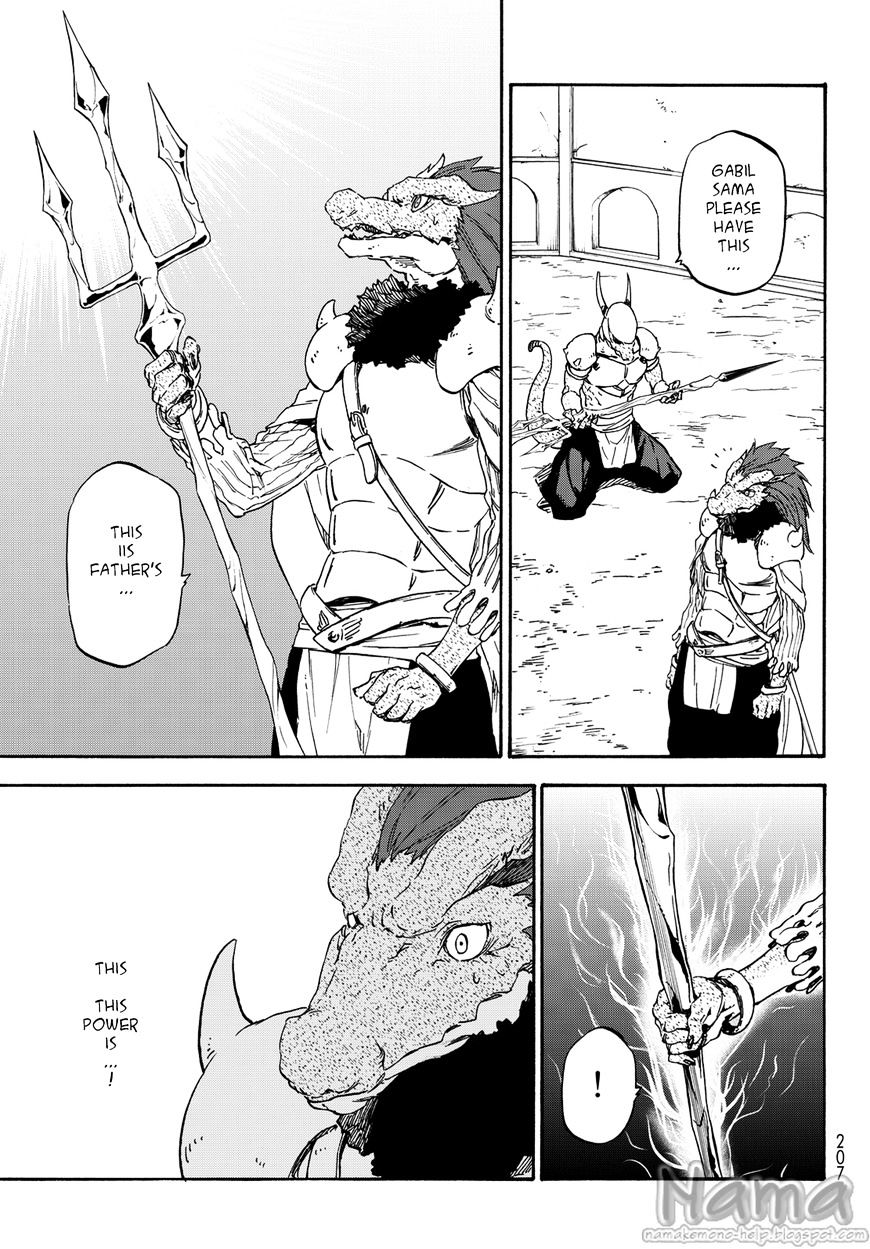 GABIL
SAMA
PLEASE
HAVE
THIS
...
THIS
IIS
FATHER'S
...
!
THIS
THIS
POWER
IS
...
!
207
Nama
namakemono-help.blogspot.com